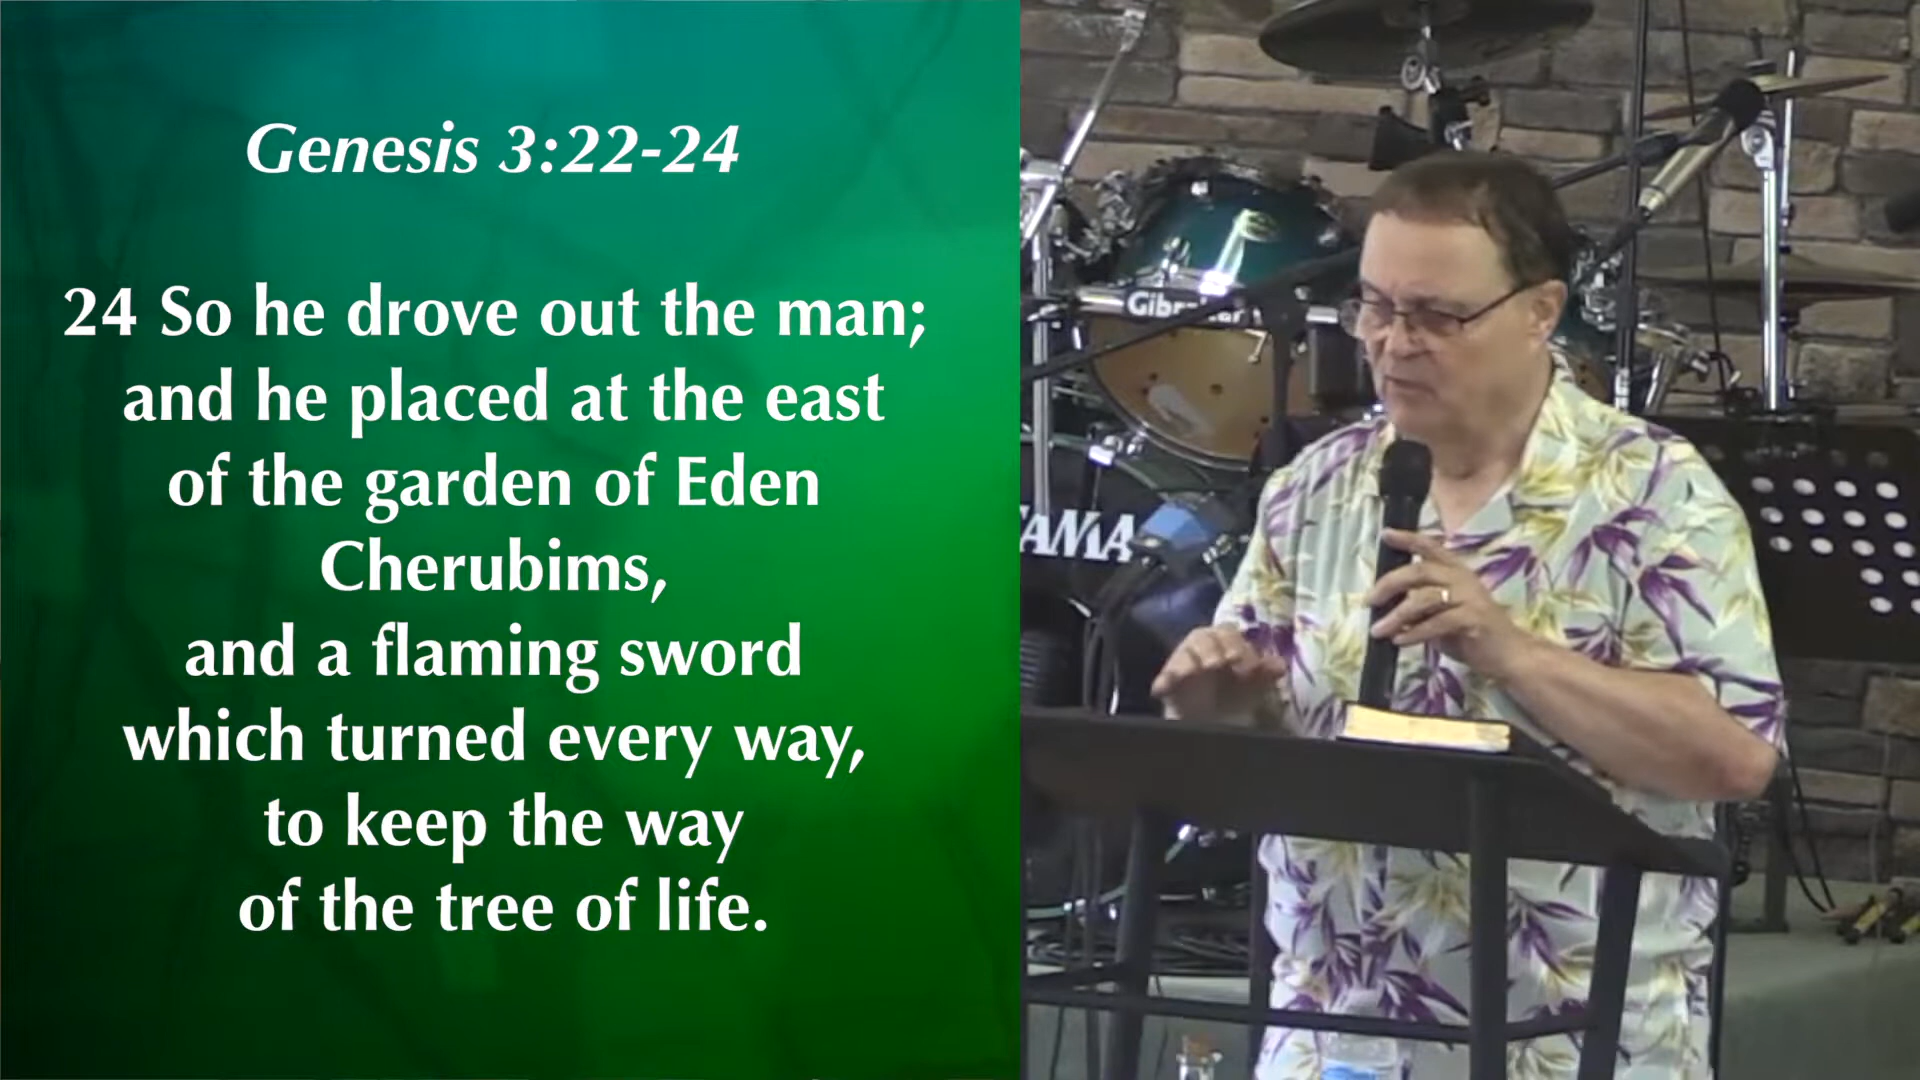 Genesis 3:22-24
24 So he drove out the man;
and he placed at the east
of the garden of Eden
Cherubims,
and a flaming sword
which turned every way,
to keep the way
of the tree of life.
Gibraltar
TAMA